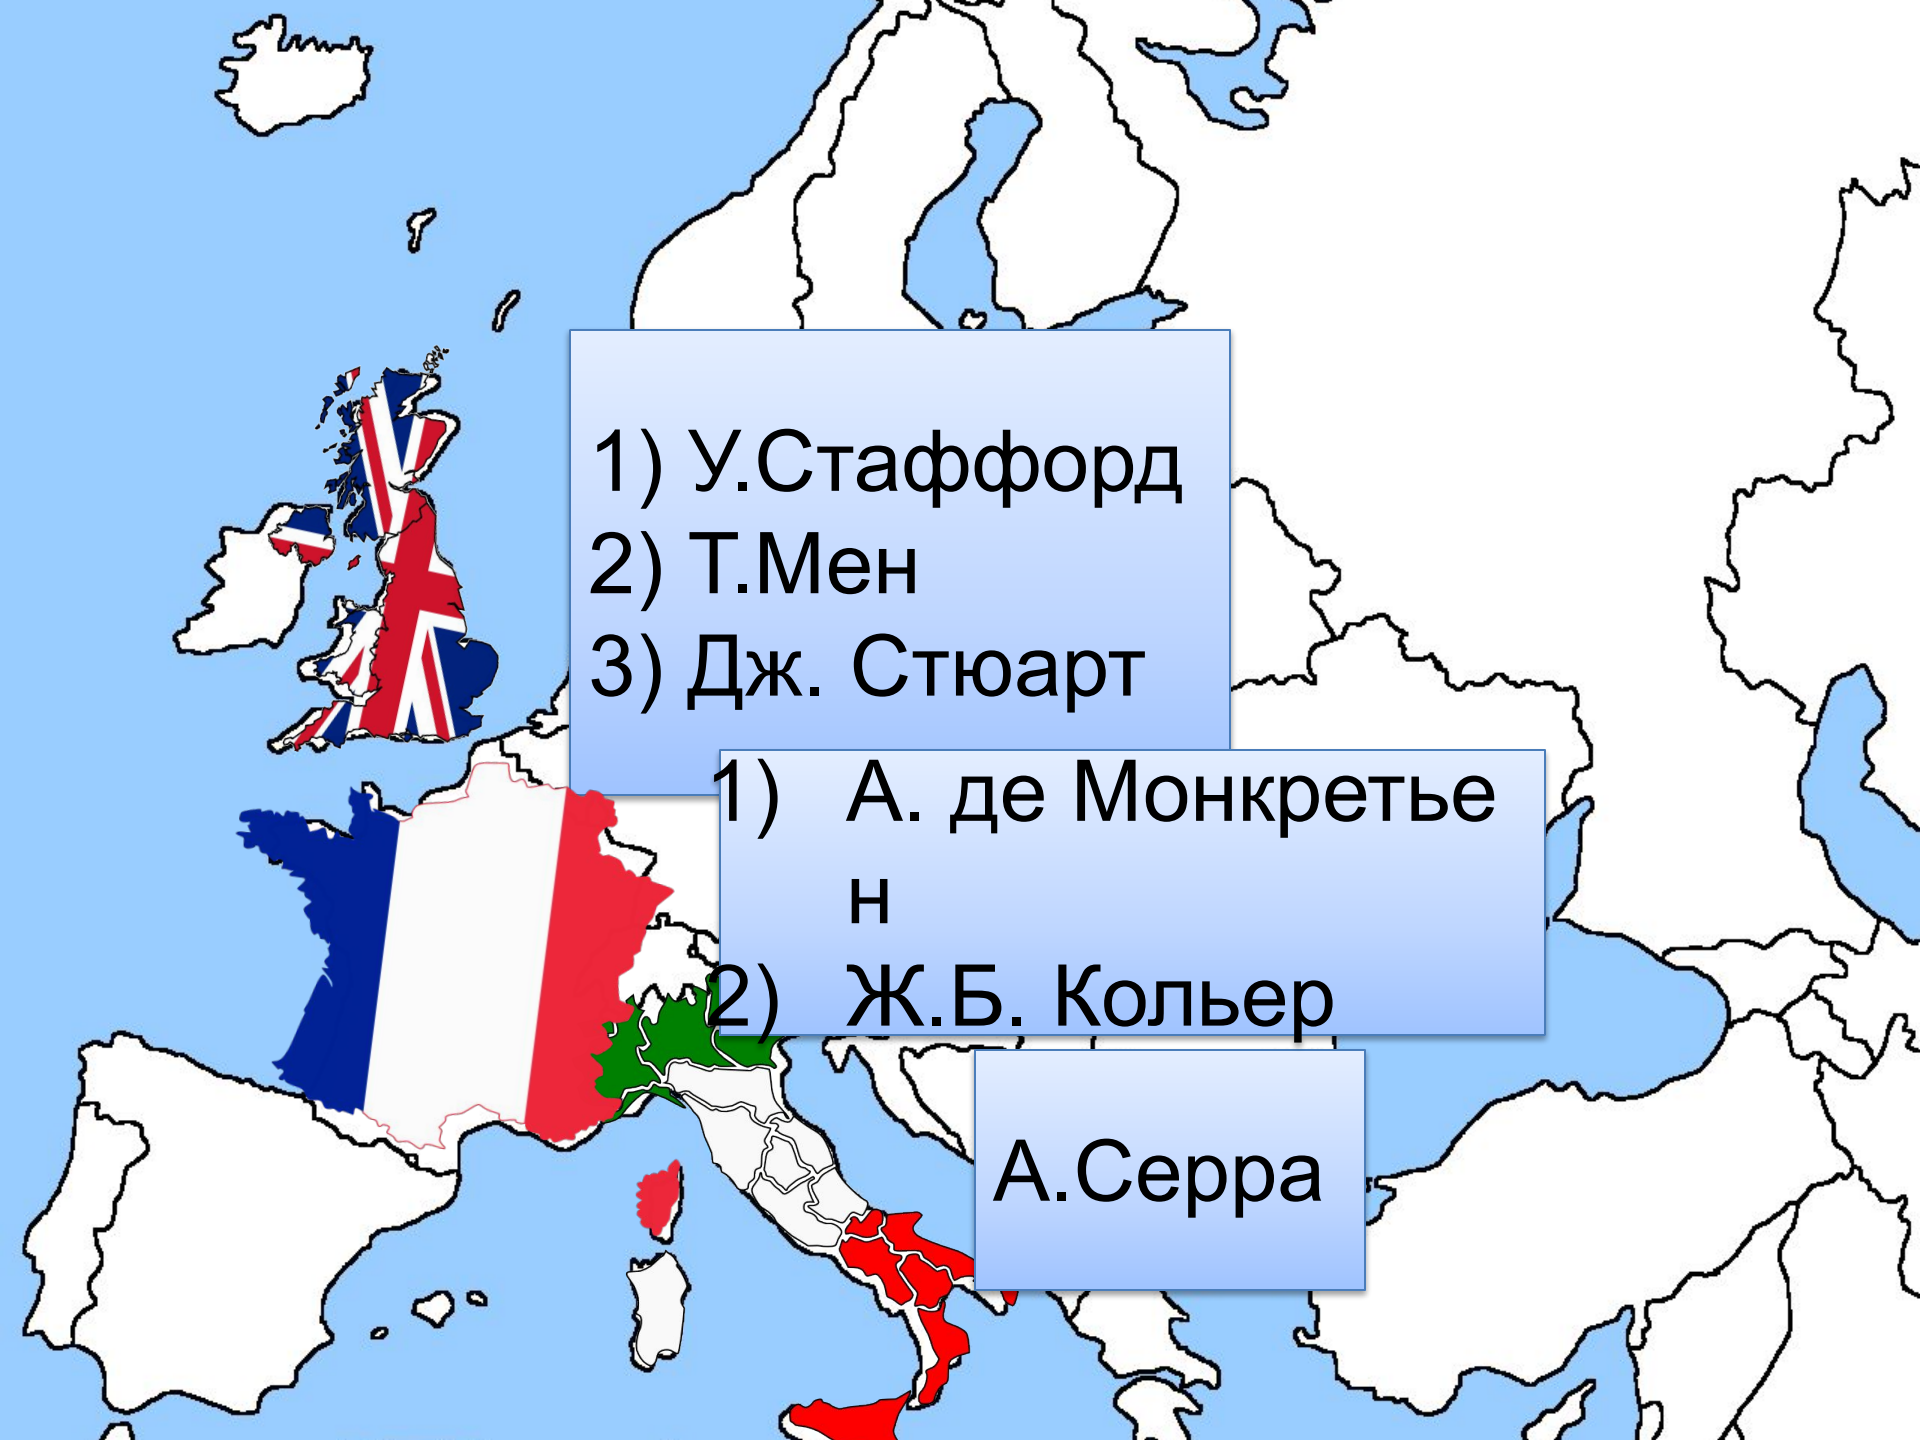 1) У.Стаффорд
2) Т.Мен
3) Дж. Стюарт
1) А. де Монкретье
н
2) Ж.Б. Кольер
А.Серра